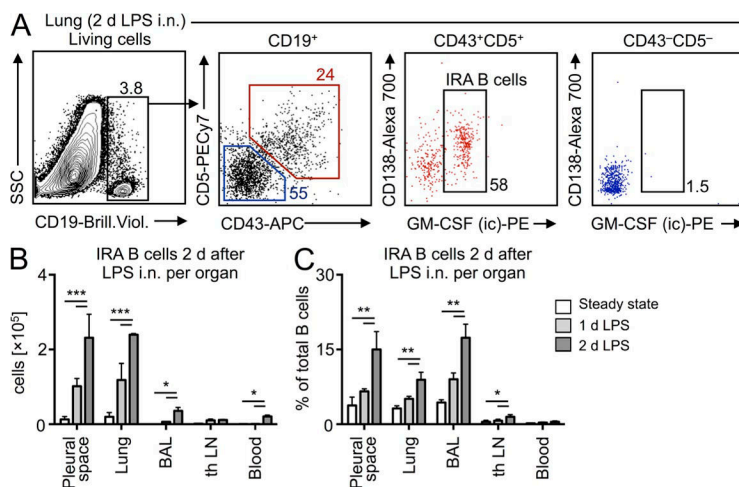 A
Lung (2 d LPS i.n.)
Living cells
CD19⁺
CD43⁺CD5⁺
CD43⁻CD5⁻
3.8
24
55
IRA B cells
58
1.5
SSC
CD5-PECy7
CD138-Alexa 700
CD138-Alexa 700
CD19-Brill.Viol.
CD43-APC
GM-CSF (ic)-PE
GM-CSF (ic)-PE
B
IRA B cells 2 d after
LPS i.n. per organ
cells [×10⁵]
4
2
0
***
***
*
*
Pleural
space
Lung
BAL
th LN
Blood
C
IRA B cells 2 d after
LPS i.n. per organ
% of total B cells
30
15
0
**
**
**
*
Pleural
space
Lung
BAL
th LN
Blood
Steady state
1 d LPS
2 d LPS